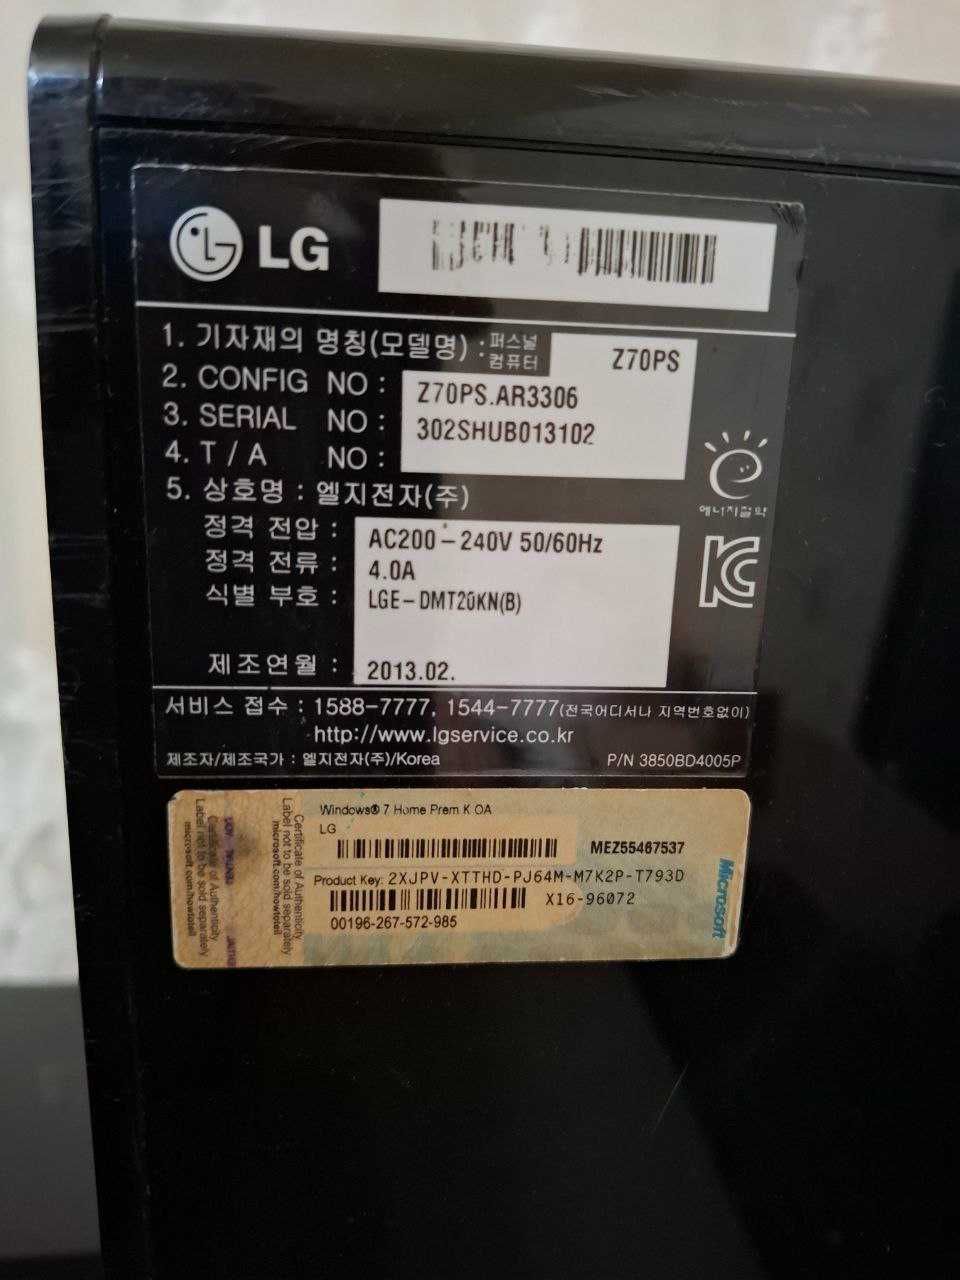 LG
1. 기자재의 명칭(모델명) : 퍼스널 컴퓨터 Z70PS
2. CONFIG NO : Z70PS.AR3306
3. SERIAL NO : 302SHUB013102
4. T / A NO :
5. 상호명 : 엘지전자(주)
정격 전압 : AC200-240V 50/60Hz
정격 전류 : 4.0A
식별 부호 : LGE-DMT20KN(B)
제조연월 : 2013.02.
에너지절약
서비스 접수 : 1588-7777, 1544-7777(전국어디서나 지역번호없이)
http://www.lgservice.co.kr
제조자/제조국가 : 엘지전자(주)/Korea P/N 3850BD4005P
Windows® 7 Home Prem K OA
LG
MEZ55467537
Product Key: 2XJPV-XTTHD-PJ64M-M7K2P-T793D
X16-96072
00196-267-572-985
Certificate of Authenticity
Label not to be sold separately
microsoft.com/howtotell
Certificate of Authenticity
Label not to be sold separately
microsoft.com/howtotell
Microsoft